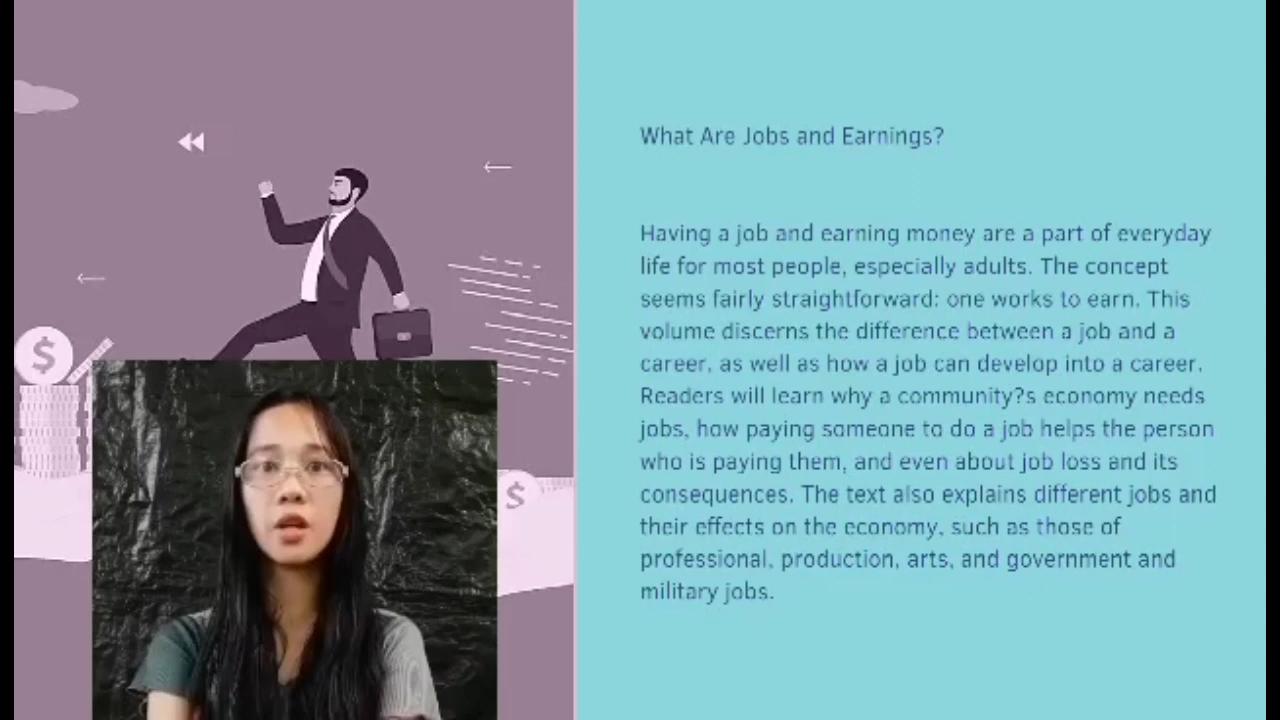 What Are Jobs and Earnings?
Having a job and earning money are a part of everyday
life for most people, especially adults. The concept
seems fairly straightforward: one works to earn. This
volume discerns the difference between a job and a
career, as well as how a job can develop into a career.
Readers will learn why a community?s economy needs
jobs, how paying someone to do a job helps the person
who is paying them, and even about job loss and its
consequences. The text also explains different jobs and
their effects on the economy, such as those of
professional, production, arts, and government and
military jobs.
$
$